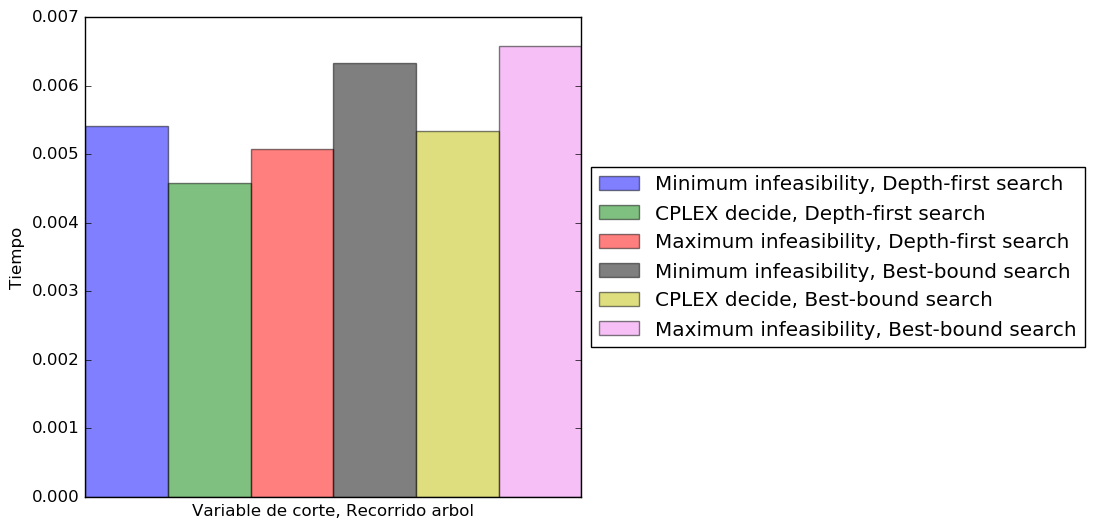 0.007
0.006
0.005
0.004
0.003
0.002
0.001
0.000
Tiempo
Variable de corte, Recorrido arbol
Minimum infeasibility, Depth-first search
CPLEX decide, Depth-first search
Maximum infeasibility, Depth-first search
Minimum infeasibility, Best-bound search
CPLEX decide, Best-bound search
Maximum infeasibility, Best-bound search